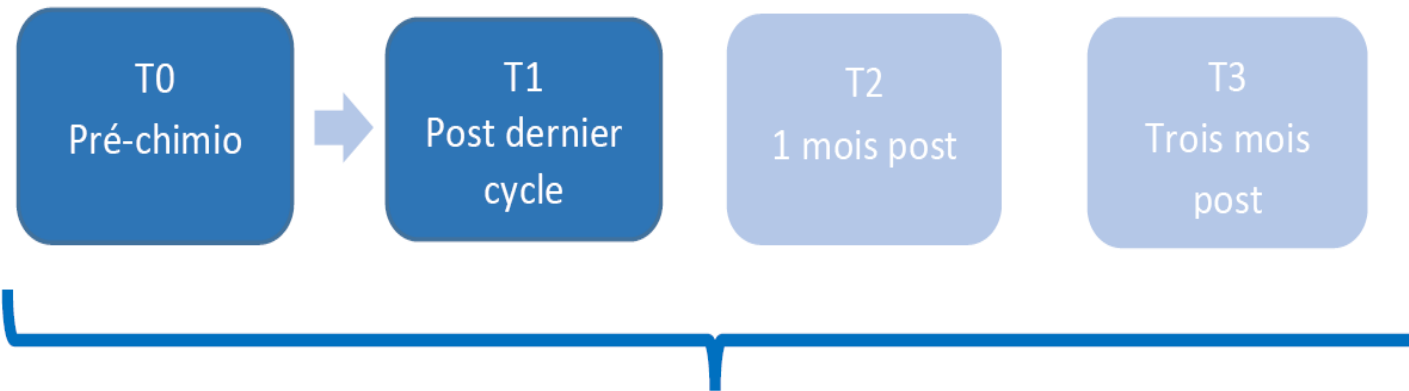 T0
Pré-chimio
T1
Post dernier
cycle
T2
1 mois post
T3
Trois mois
post